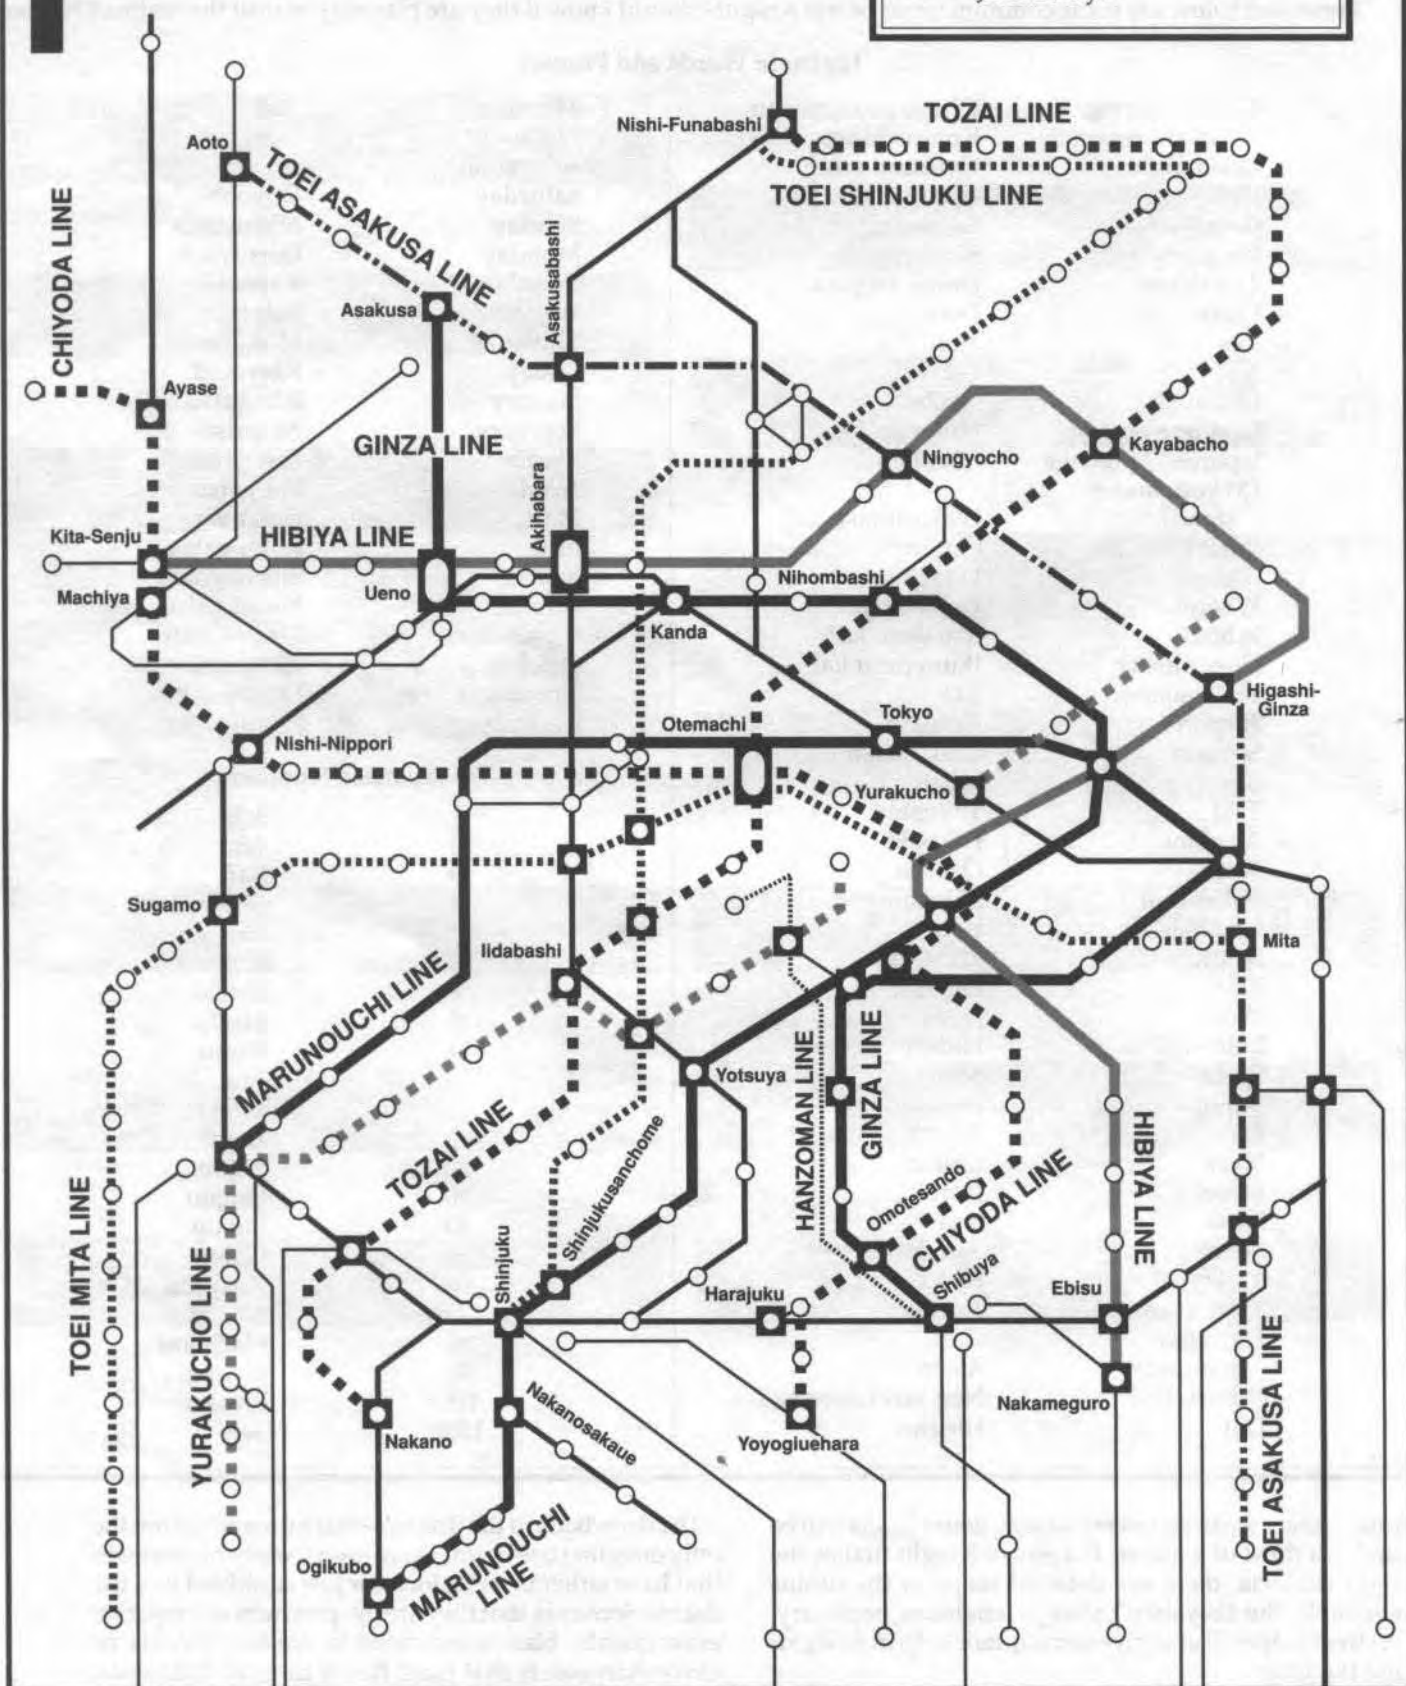 Nishi-Funabashi
TOZAI LINE
Aoto
TOEI ASAKUSA LINE
TOEI SHINJUKU LINE
CHIYODA LINE
Asakusabashi
Asakusa
Ayase
GINZA LINE
Ningyocho
Kayabacho
Akihabara
Kita-Senju
HIBIYA LINE
Nihombashi
Machiya
Ueno
Kanda
Higashi-
Ginza
Otemachi
Tokyo
Nishi-Nippori
Yurakucho
Sugamo
Iidabashi
Mita
MARUNOUCHI LINE
Yotsuya
HANZOMAN LINE
GINZA LINE
TOZAI LINE
HIBIYA LINE
Shinjukusanchome
Omotesando
CHIYODA LINE
TOEI MITA LINE
YURAKUCHO LINE
Shinjuku
Harajuku
Shibuya
Ebisu
TOEI ASAKUSA LINE
Nakano
Nakanosakaue
Yoyogiuehara
Nakameguro
Ogikubo
MARUNOUCHI
LINE